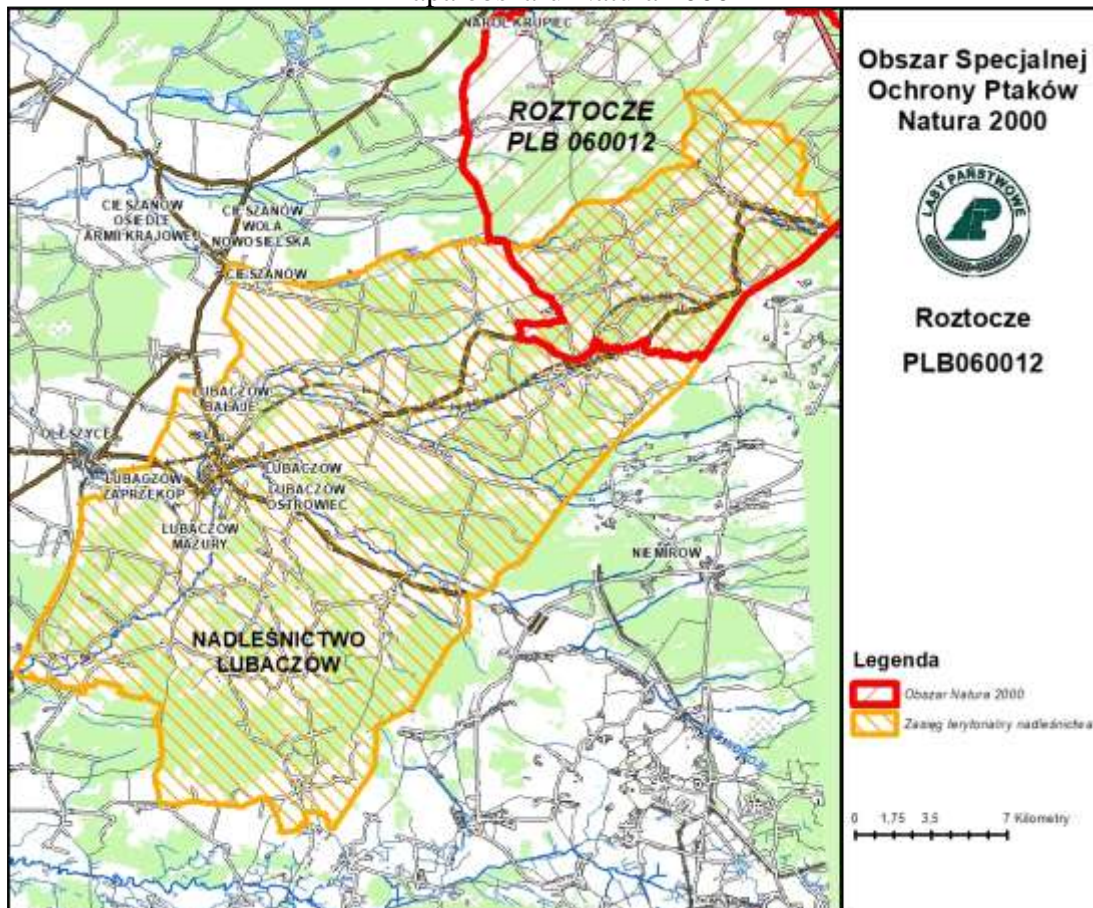 NAROL KRUPIEC
ROZTOCZE
PLB 060012
CIESZANÓW
OSIEDLE
ARMII KRAJOWEJ
CIESZANÓW
WOLA
NOWOSIELSKA
CIESZANÓW
LUBACZÓW
BAŁAJE
OLESZYCE
LUBACZÓW
ZAPRZEKOP
LUBACZÓW
LUBACZÓW
OSTROWIEC
LUBACZÓW
MAZURY
NIEMIRÓW
NADLEŚNICTWO
LUBACZÓW
Obszar Specjalnej
Ochrony Ptaków
Natura 2000
LASY PAŃSTWOWE
Roztocze
PLB060012
Legenda
Obszar Natura 2000
Zasięg terytorialny nadleśnictwa
0 1,75 3,5 7 Kilometry